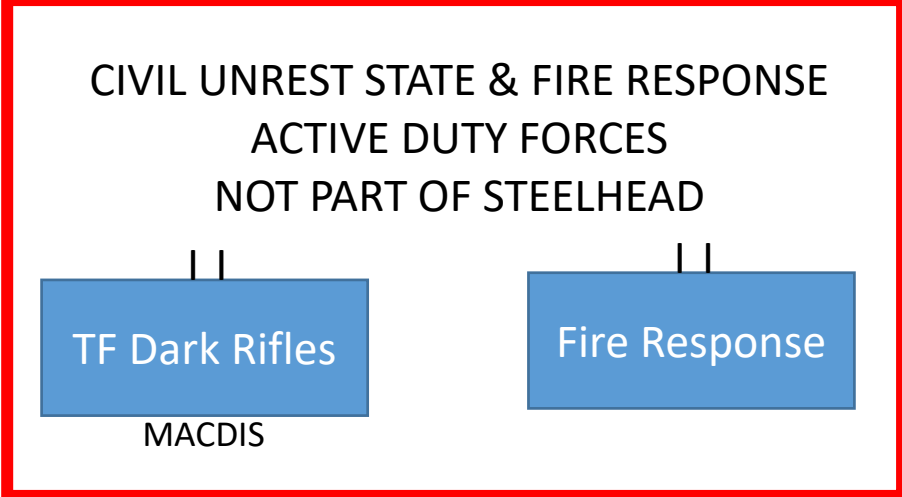 CIVIL UNREST STATE & FIRE RESPONSE
ACTIVE DUTY FORCES
NOT PART OF STEELHEAD
TF Dark Rifles
Fire Response
MACDIS